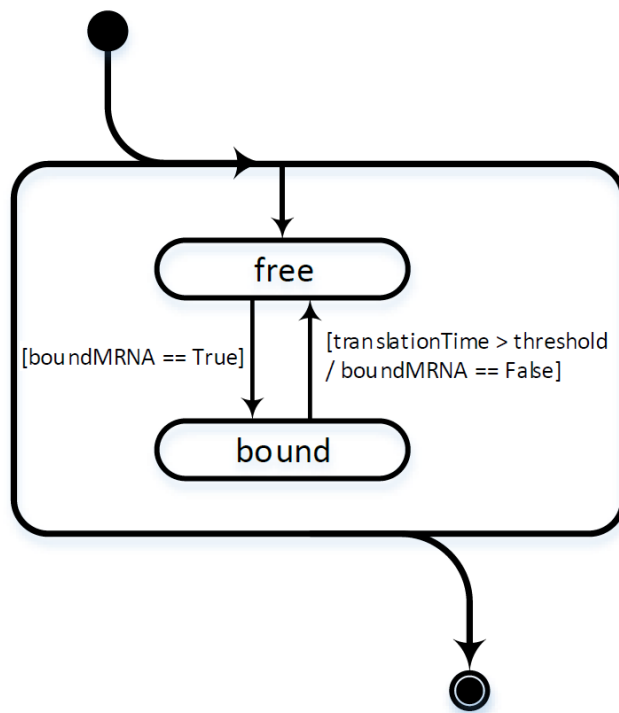 free
[boundMRNA == True]
[translationTime > threshold
/ boundMRNA == False]
bound